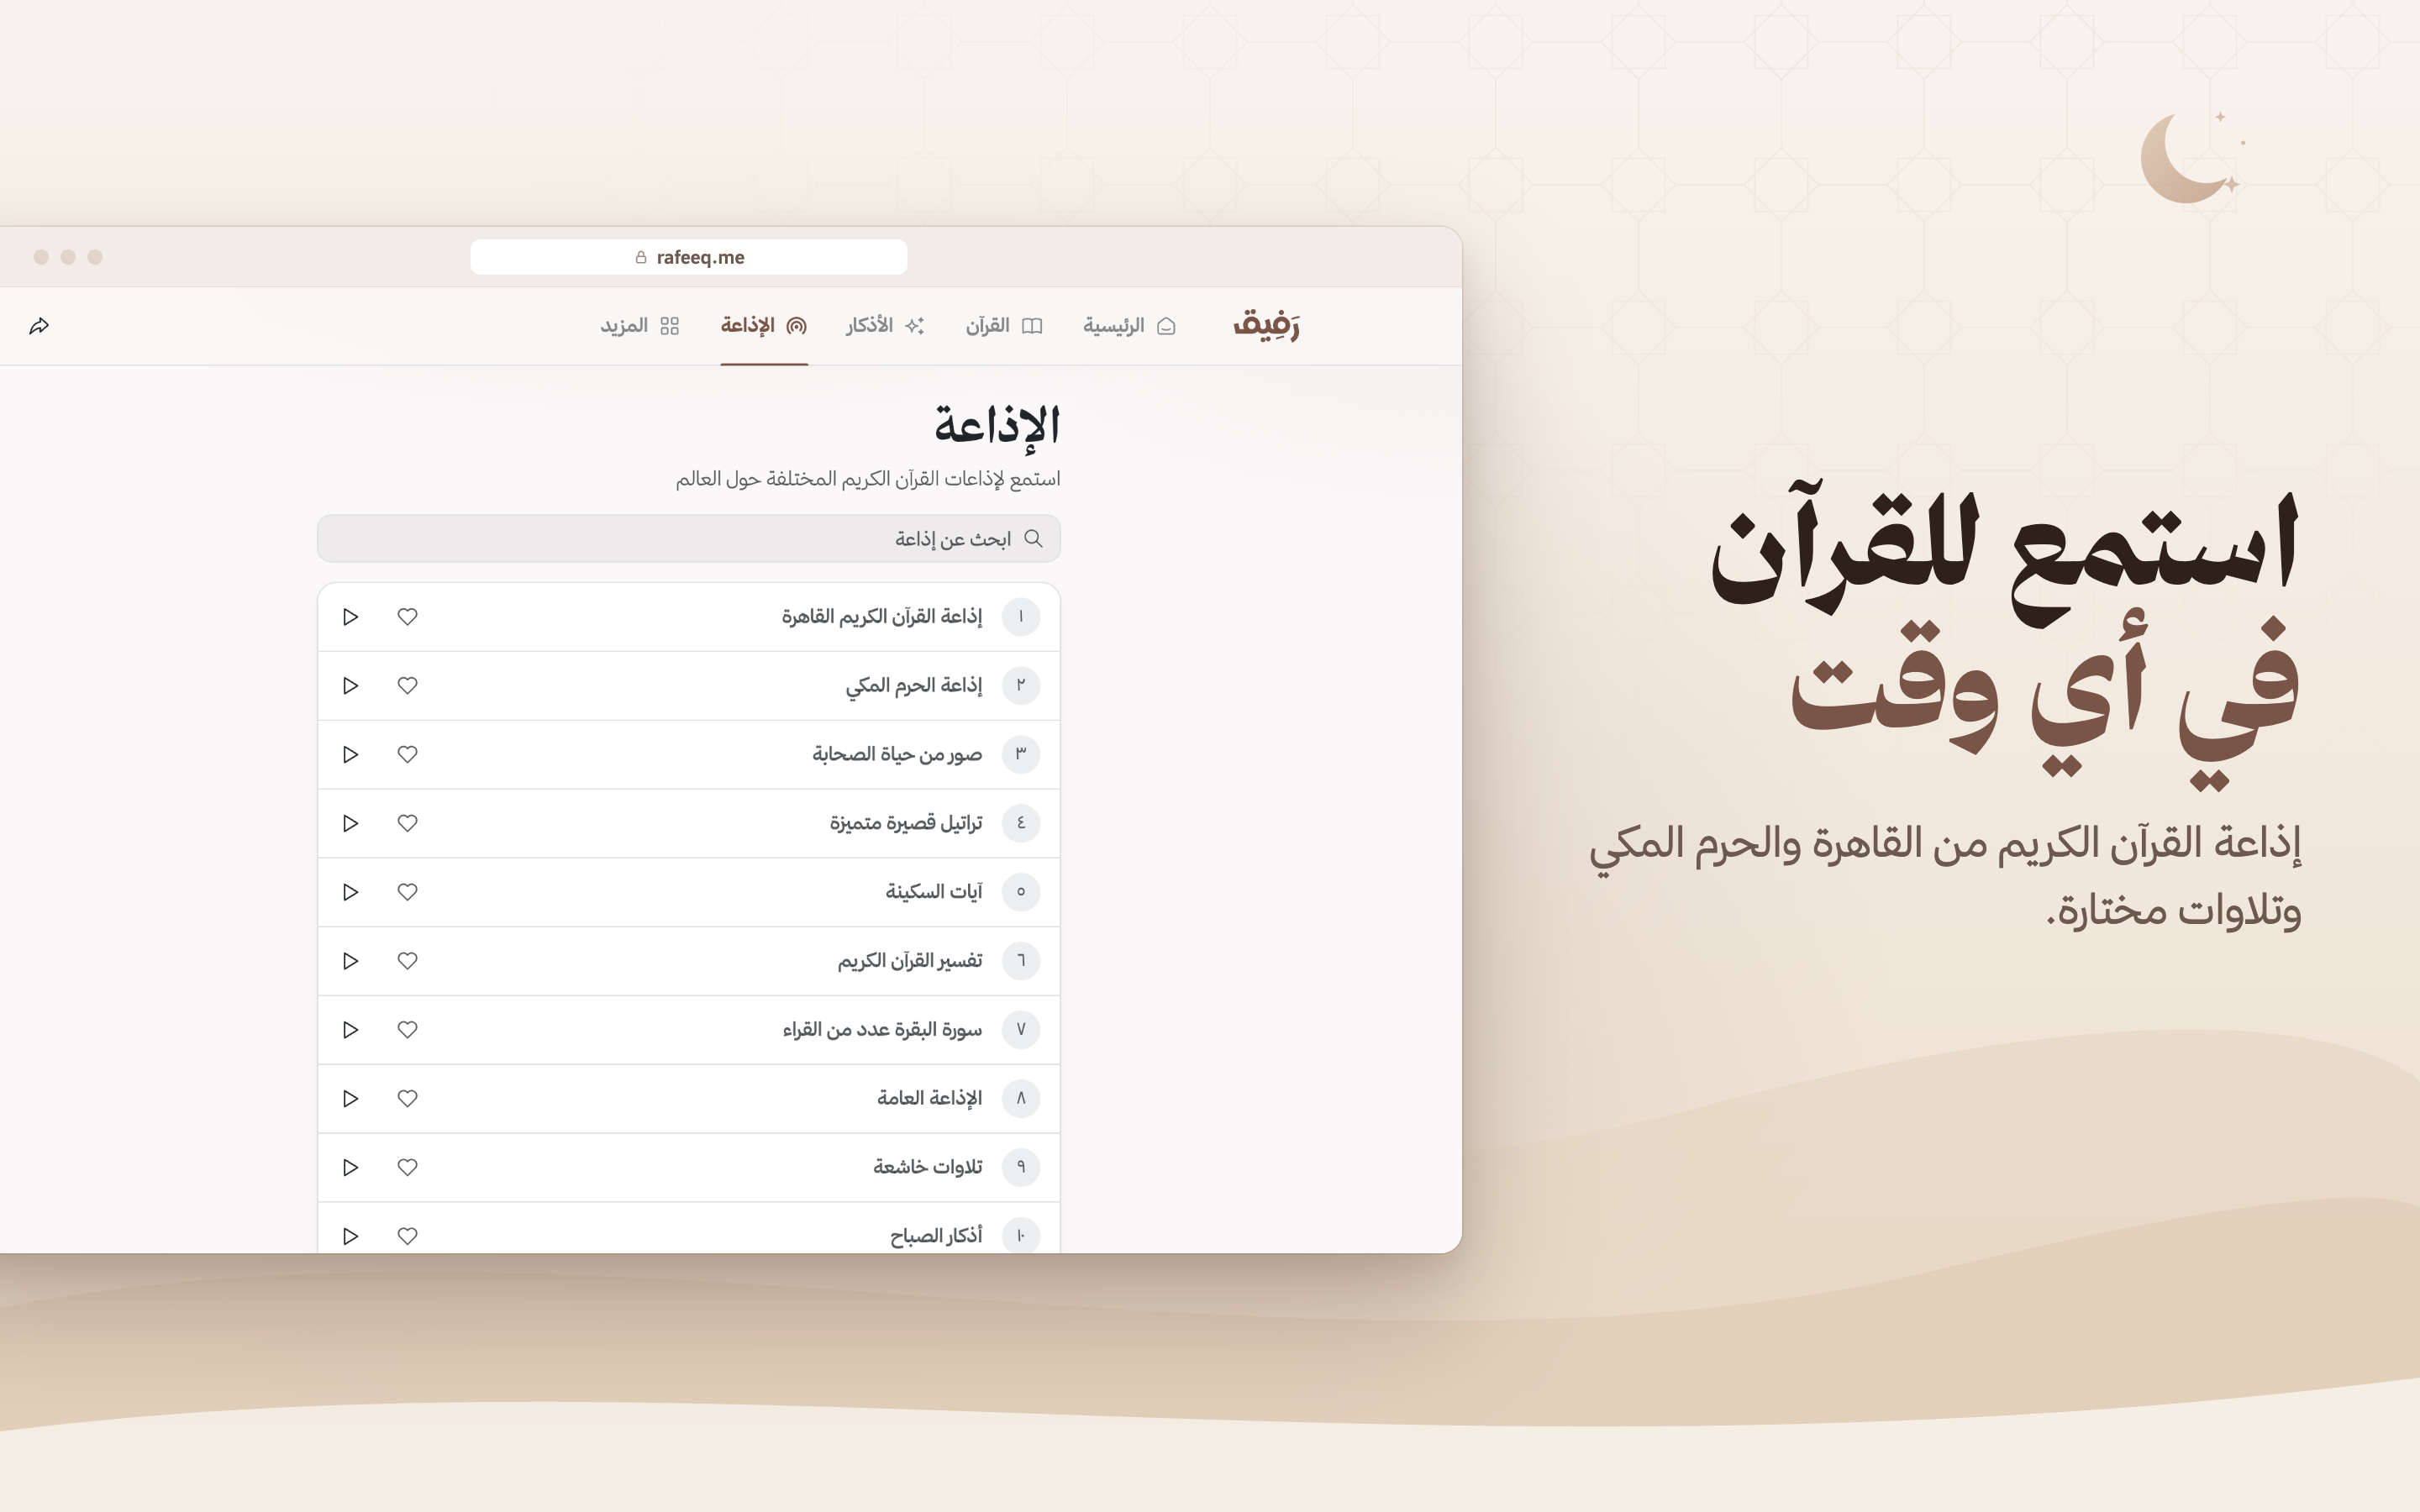 استمع للقرآن
في أي وقت
إذاعة القرآن الكريم من القاهرة والحرم المكي
وتلاوات مختارة.
rafeeq.me
رَفِيق
الرئيسية
القرآن
الأذكار
الإذاعة
المزيد
الإذاعة
استمع لإذاعات القرآن الكريم المختلفة حول العالم
ابحث عن إذاعة
١ إذاعة القرآن الكريم القاهرة
٢ إذاعة الحرم المكي
٣ صور من حياة الصحابة
٤ تراتيل قصيرة متميزة
٥ آيات السكينة
٦ تفسير القرآن الكريم
٧ سورة البقرة عدد من القراء
٨ الإذاعة العامة
٩ تلاوات خاشعة
١٠ أذكار الصباح